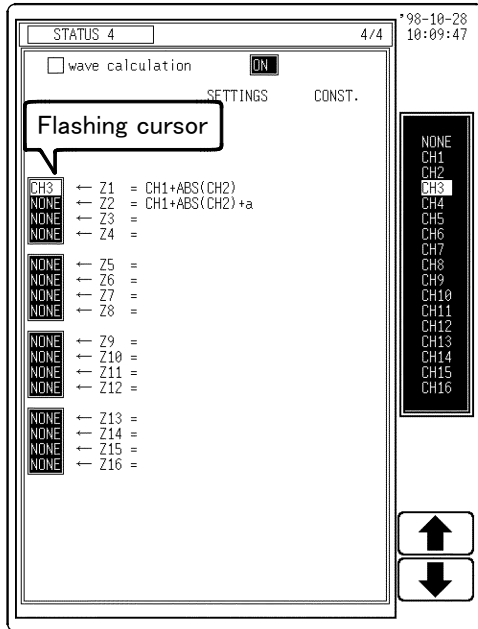 '98-10-28
STATUS 4 4/4 10:09:47
wave calculation ON
SETTINGS CONST.
Flashing cursor
CH3 ← Z1 = CH1+ABS(CH2)
NONE ← Z2 = CH1+ABS(CH2)+a
NONE ← Z3 =
NONE ← Z4 =
NONE ← Z5 =
NONE ← Z6 =
NONE ← Z7 =
NONE ← Z8 =
NONE ← Z9 =
NONE ← Z10 =
NONE ← Z11 =
NONE ← Z12 =
NONE ← Z13 =
NONE ← Z14 =
NONE ← Z15 =
NONE ← Z16 =
NONE
CH1
CH2
CH3
CH4
CH5
CH6
CH7
CH8
CH9
CH10
CH11
CH12
CH13
CH14
CH15
CH16